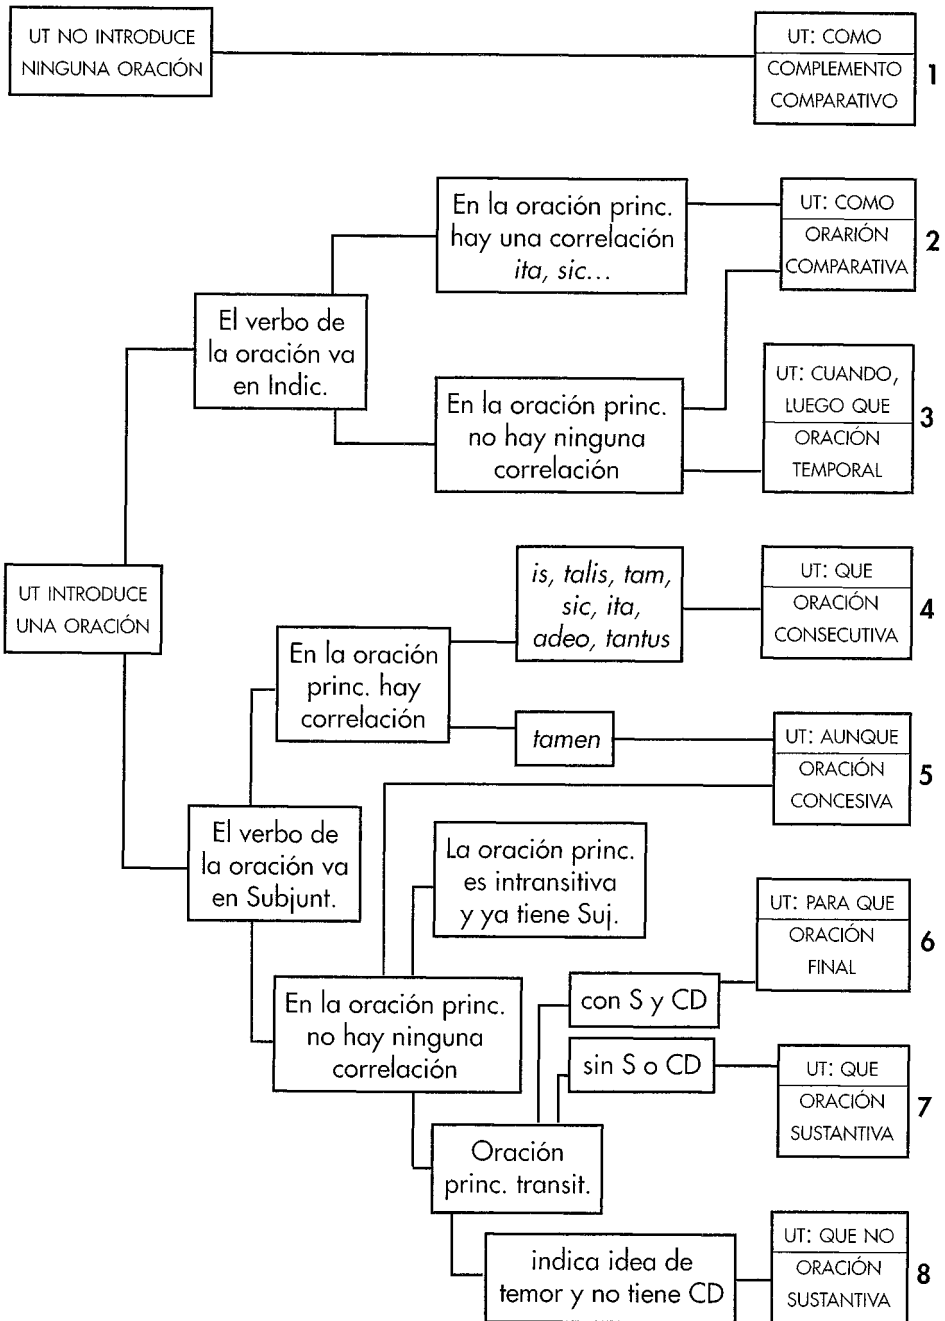 UT NO INTRODUCE
NINGUNA ORACIÓN
UT: COMO
COMPLEMENTO
COMPARATIVO
1
En la oración princ.
hay una correlación
ita, sic...
UT: COMO
ORARIÓN
COMPARATIVA
2
El verbo de
la oración va
en Indic.
En la oración princ.
no hay ninguna
correlación
UT: CUANDO,
LUEGO QUE
ORACIÓN
TEMPORAL
3
UT INTRODUCE
UNA ORACIÓN
is, talis, tam,
sic, ita,
adeo, tantus
UT: QUE
ORACIÓN
CONSECUTIVA
4
En la oración
princ. hay
correlación
tamen
UT: AUNQUE
ORACIÓN
CONCESIVA
5
El verbo de
la oración va
en Subjunt.
La oración princ.
es intransitiva
y ya tiene Suj.
UT: PARA QUE
ORACIÓN
FINAL
6
En la oración princ.
no hay ninguna
correlación
con S y CD
sin S o CD
UT: QUE
ORACIÓN
SUSTANTIVA
7
Oración
princ. transit.
indica idea de
temor y no tiene CD
UT: QUE NO
ORACIÓN
SUSTANTIVA
8